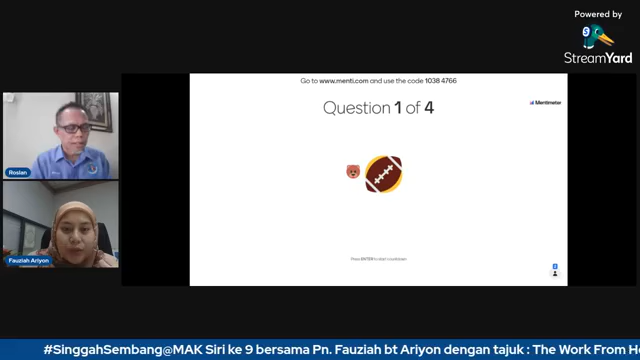 Powered by
StreamYard
Go to www.menti.com and use the code 1038 4766
Mentimeter
Question 1 of 4
Roslan
Fauziah Ariyon
Press ENTER to start countdown
#SinggahSembang@MAK Siri ke 9 bersama Pn. Fauziah bt Ariyon dengan tajuk : The Work From Ho